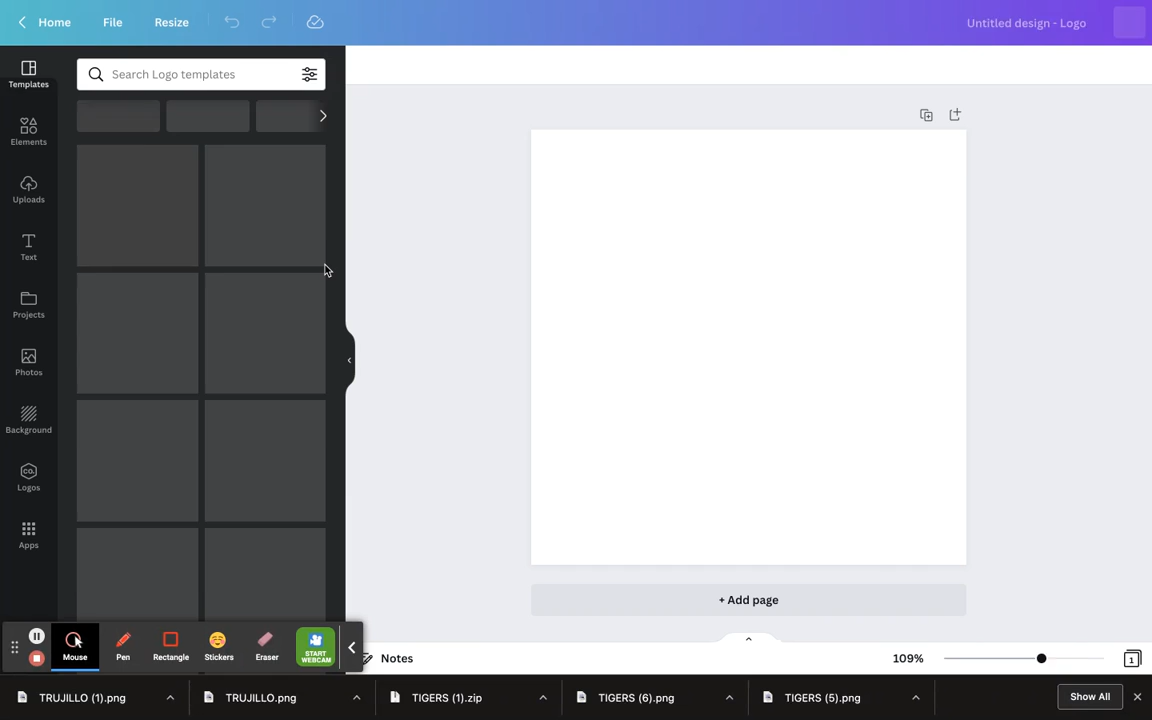 Home
File
Resize
Untitled design - Logo
Templates
Search Logo templates
Elements
Uploads
Text
Projects
Photos
Background
CO.
Logos
Apps
+ Add page
Mouse
Pen
Rectangle
Stickers
Eraser
START
WEBCAM
Notes
109%
1
TRUJILLO (1).png
TRUJILLO.png
TIGERS (1).zip
TIGERS (6).png
TIGERS (5).png
Show All